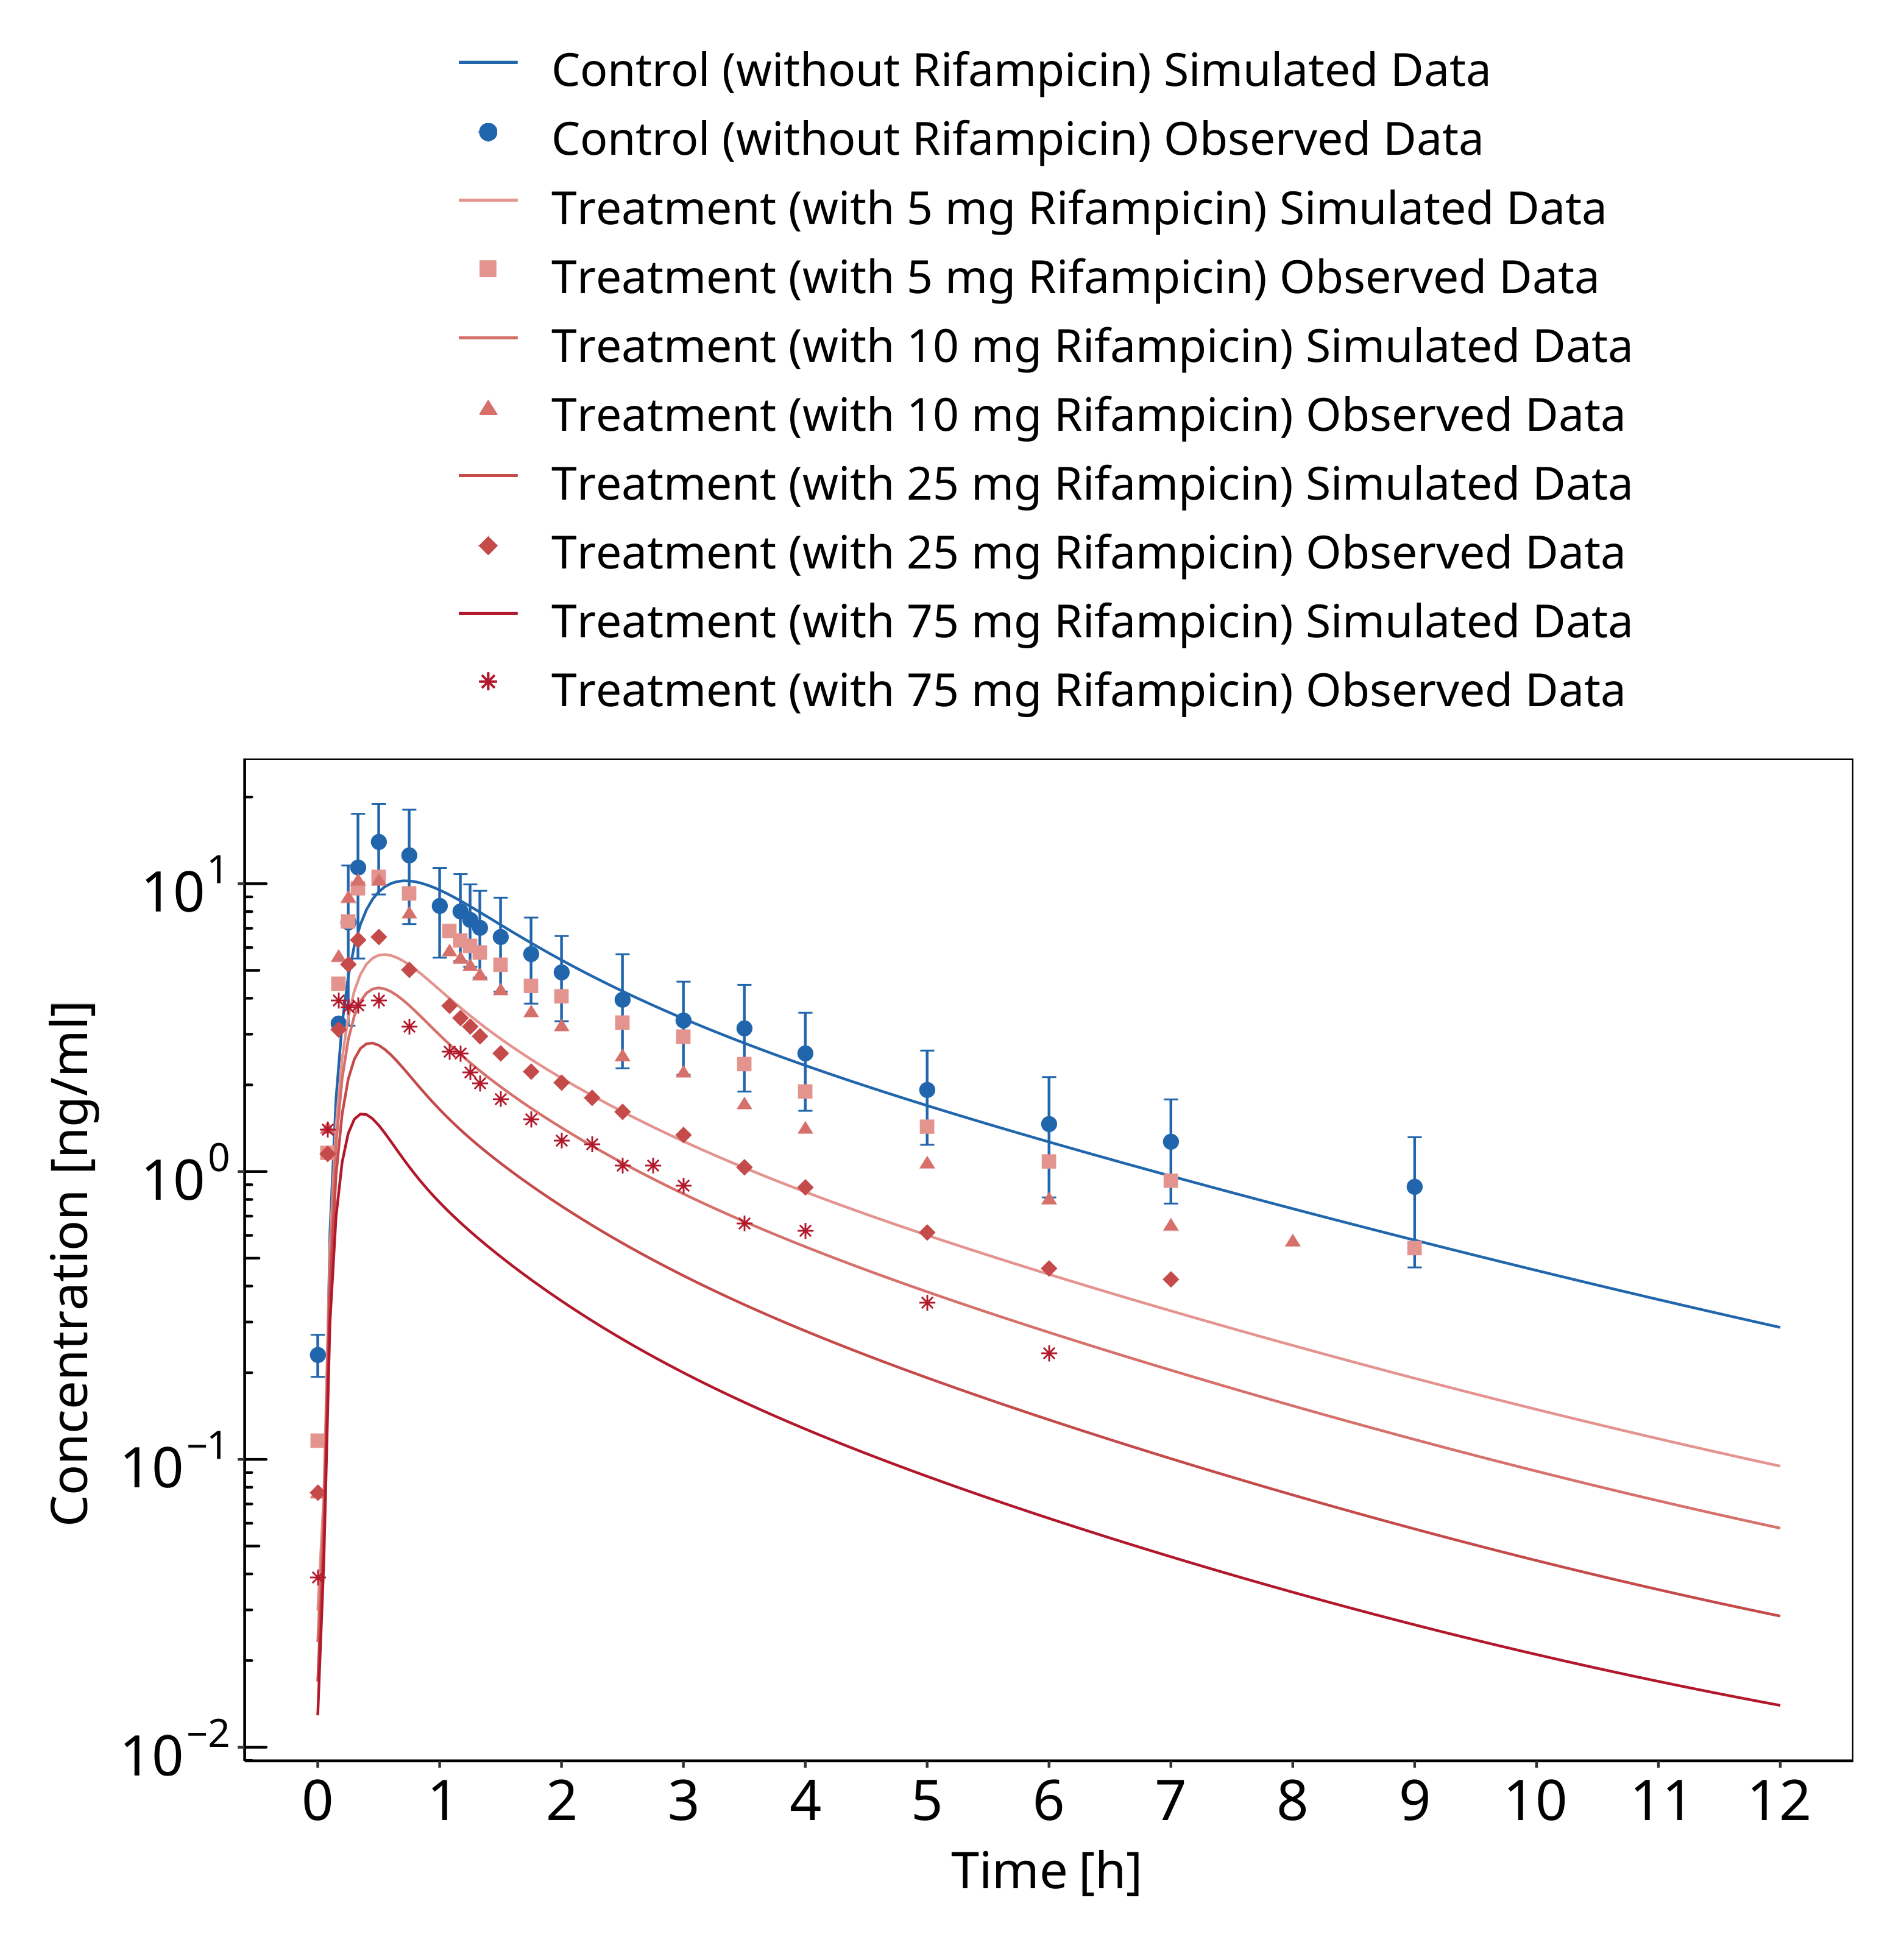 Control (without Rifampicin) Simulated Data
Control (without Rifampicin) Observed Data
Treatment (with 5 mg Rifampicin) Simulated Data
Treatment (with 5 mg Rifampicin) Observed Data
Treatment (with 10 mg Rifampicin) Simulated Data
Treatment (with 10 mg Rifampicin) Observed Data
Treatment (with 25 mg Rifampicin) Simulated Data
Treatment (with 25 mg Rifampicin) Observed Data
Treatment (with 75 mg Rifampicin) Simulated Data
Treatment (with 75 mg Rifampicin) Observed Data
Concentration [ng/ml]
10^1
10^0
10^−1
10^−2
0 1 2 3 4 5 6 7 8 9 10 11 12
Time [h]